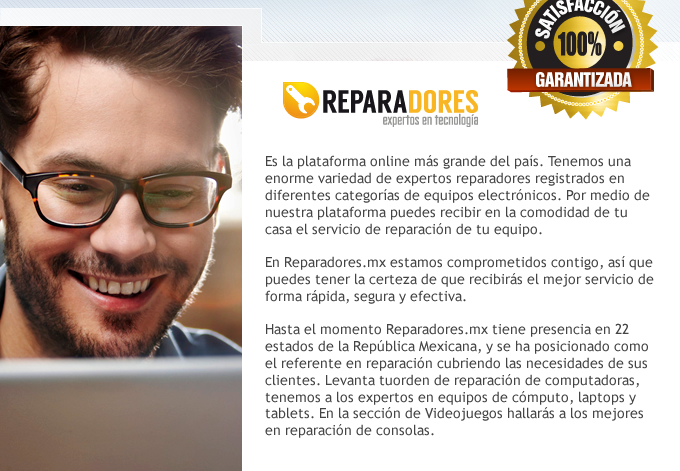 SATISFACCIÓN
100%
GARANTIZADA
REPARADORES
expertos en tecnología
Es la plataforma online más grande del país. Tenemos una
enorme variedad de expertos reparadores registrados en
diferentes categorías de equipos electrónicos. Por medio de
nuestra plataforma puedes recibir en la comodidad de tu
casa el servicio de reparación de tu equipo.
En Reparadores.mx estamos comprometidos contigo, así que
puedes tener la certeza de que recibirás el mejor servicio de
forma rápida, segura y efectiva.
Hasta el momento Reparadores.mx tiene presencia en 22
estados de la República Mexicana, y se ha posicionado como
el referente en reparación cubriendo las necesidades de sus
clientes. Levanta tuorden de reparación de computadoras,
tenemos a los expertos en equipos de cómputo, laptops y
tablets. En la sección de Videojuegos hallarás a los mejores
en reparación de consolas.